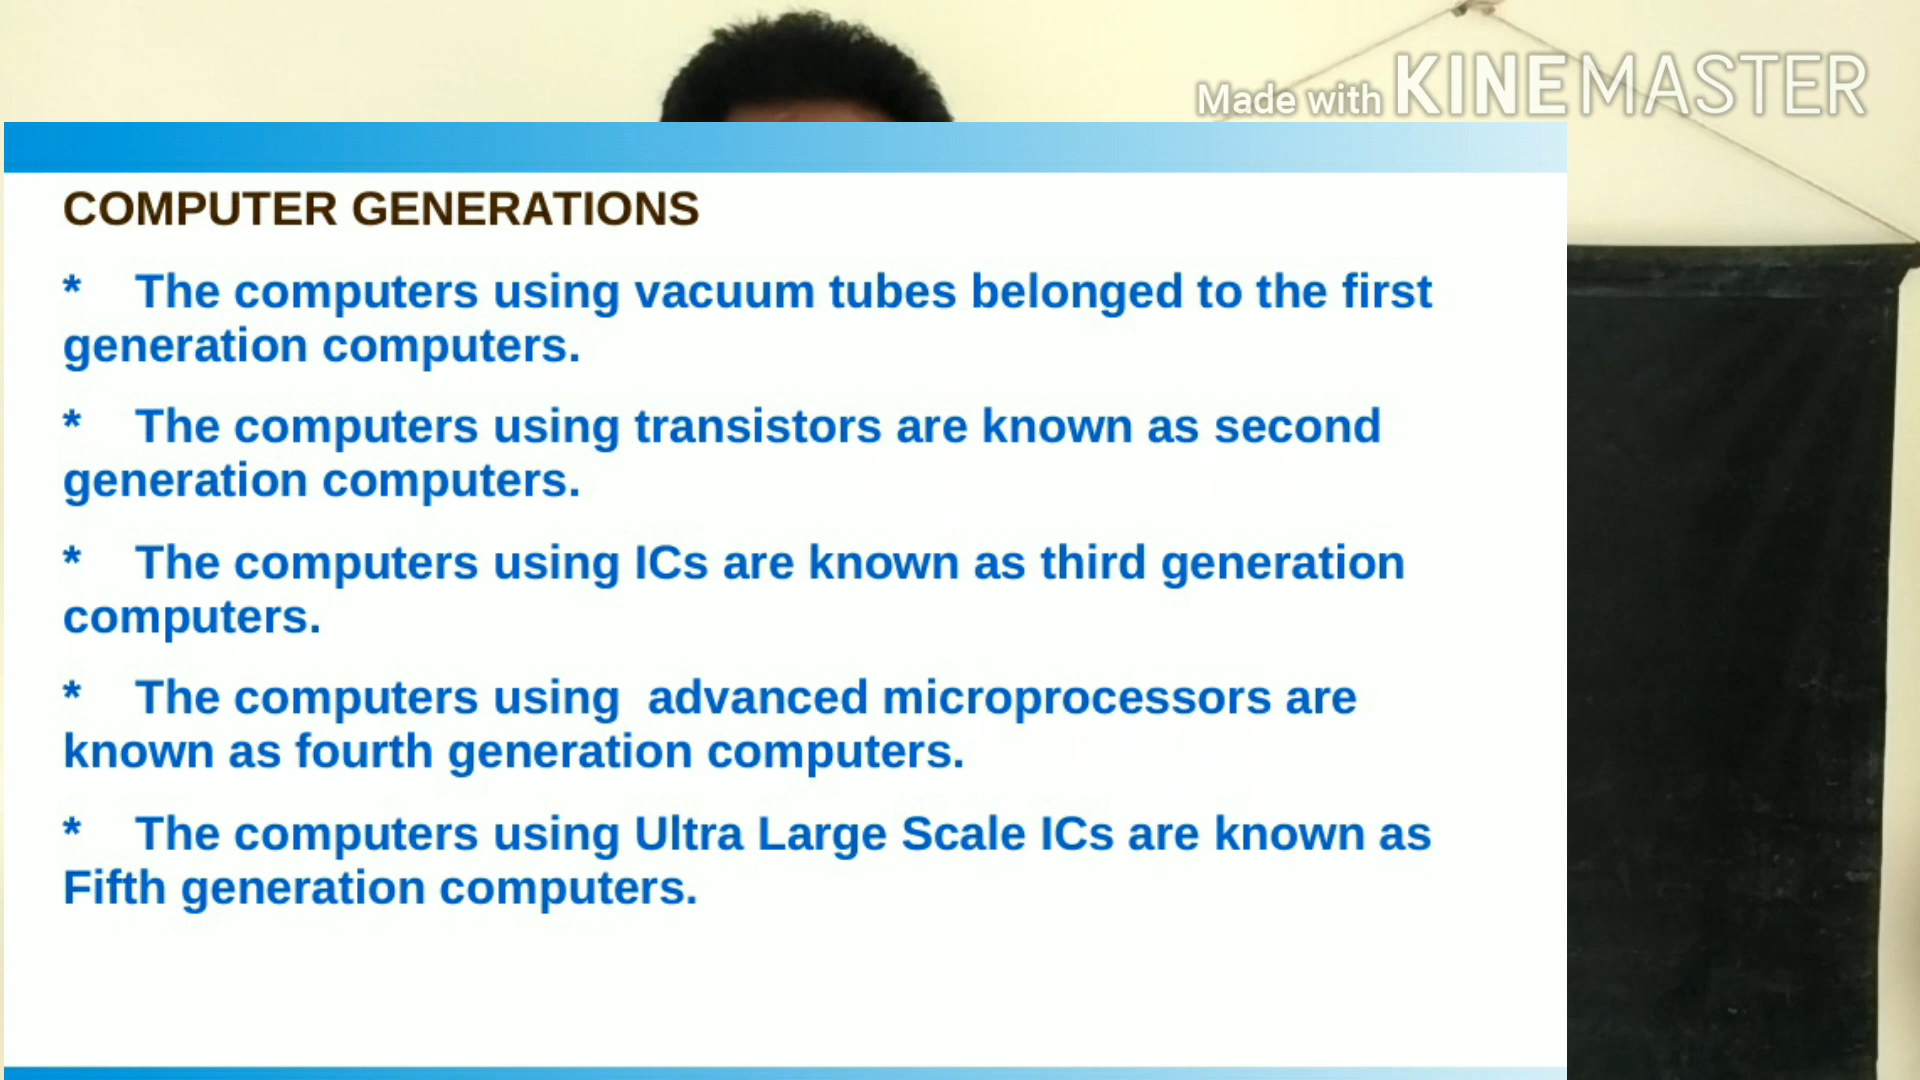 Made with KINEMASTER
COMPUTER GENERATIONS
* The computers using vacuum tubes belonged to the first
generation computers.
* The computers using transistors are known as second
generation computers.
* The computers using ICs are known as third generation
computers.
* The computers using  advanced microprocessors are
known as fourth generation computers.
* The computers using Ultra Large Scale ICs are known as
Fifth generation computers.